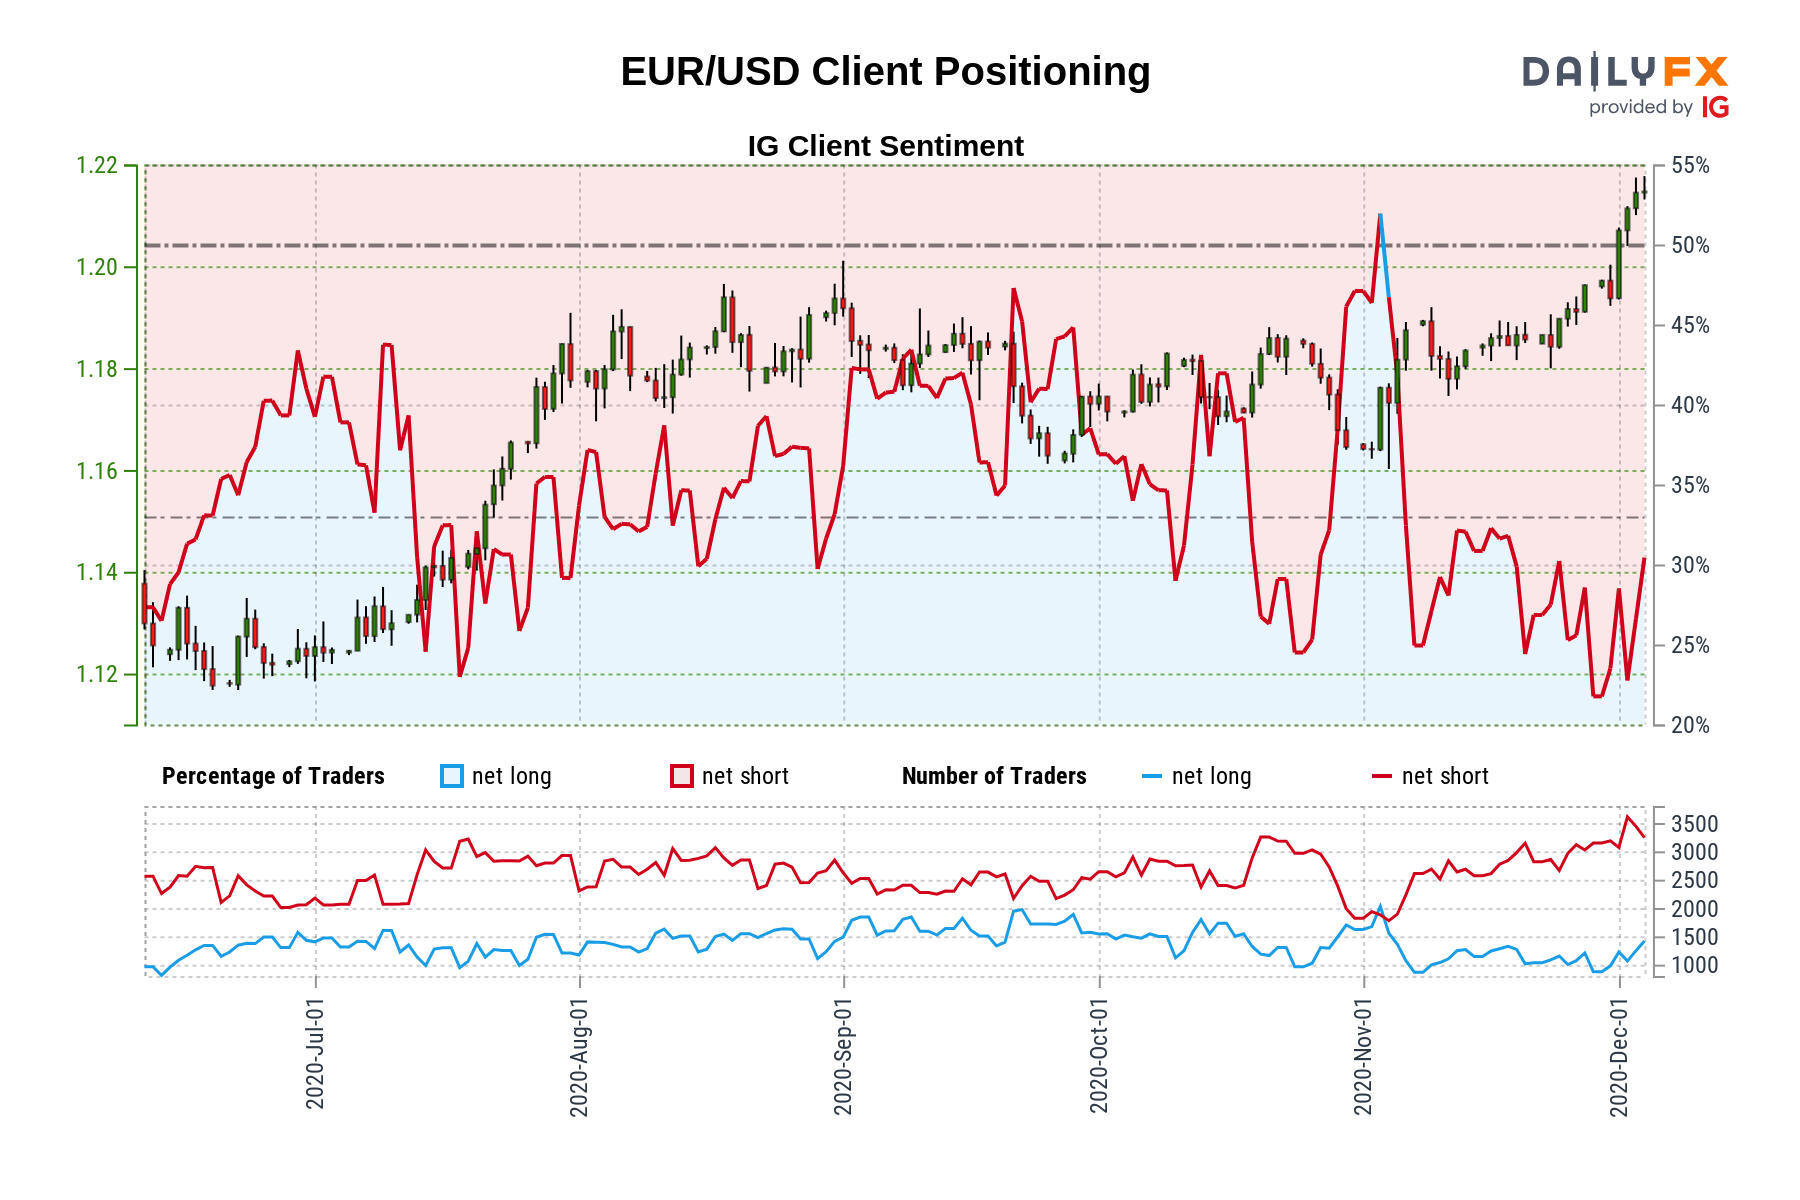 EUR/USD Client Positioning
DAILYFX
provided by IG
IG Client Sentiment
1.22
1.20
1.18
1.16
1.14
1.12
55%
50%
45%
40%
35%
30%
25%
20%
Percentage of Traders net long net short Number of Traders net long net short
3500
3000
2500
2000
1500
1000
2020-Jul-01
2020-Aug-01
2020-Sep-01
2020-Oct-01
2020-Nov-01
2020-Dec-01